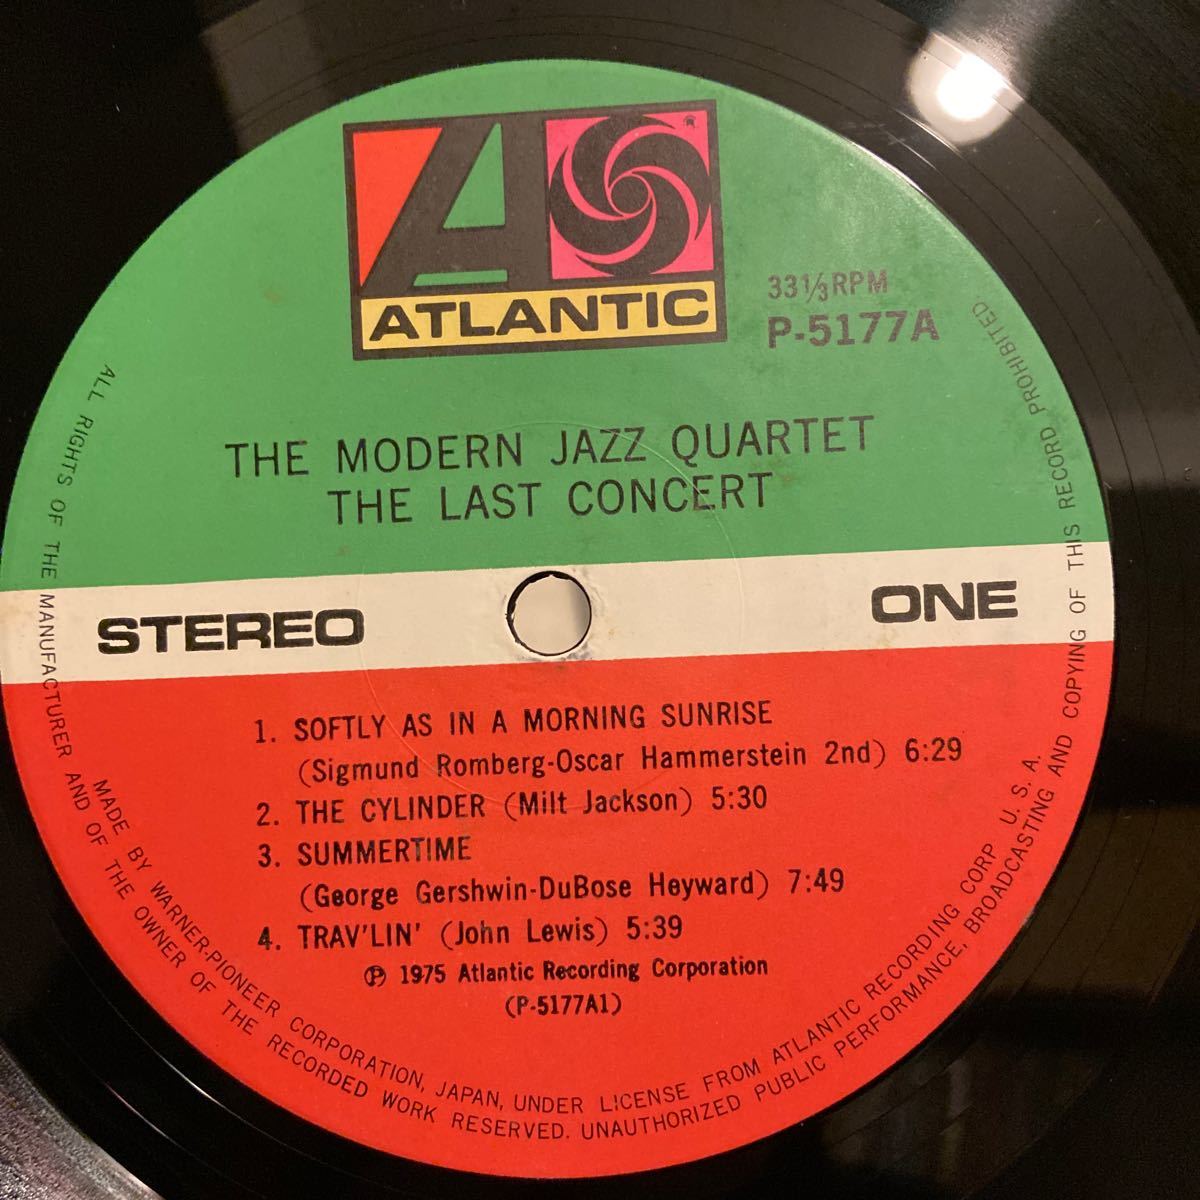 ATLANTIC
33⅓RPM
P-5177A
THE MODERN JAZZ QUARTET
THE LAST CONCERT
STEREO
ONE
1. SOFTLY AS IN A MORNING SUNRISE
(Sigmund Romberg-Oscar Hammerstein 2nd) 6:29
2. THE CYLINDER (Milt Jackson) 5:30
3. SUMMERTIME
(George Gershwin-DuBose Heyward) 7:49
4. TRAV'LIN' (John Lewis) 5:39
Ⓟ 1975 Atlantic Recording Corporation
(P-5177A1)
MADE BY WARNER-PIONEER CORPORATION, JAPAN, UNDER LICENSE FROM ATLANTIC RECORDING CORP. U. S. A.
ALL RIGHTS OF THE MANUFACTURER AND OF THE OWNER OF THE RECORDED WORK RESERVED. UNAUTHORIZED PUBLIC PERFORMANCE, BROADCASTING AND COPYING OF THIS RECORD PROHIBITED.